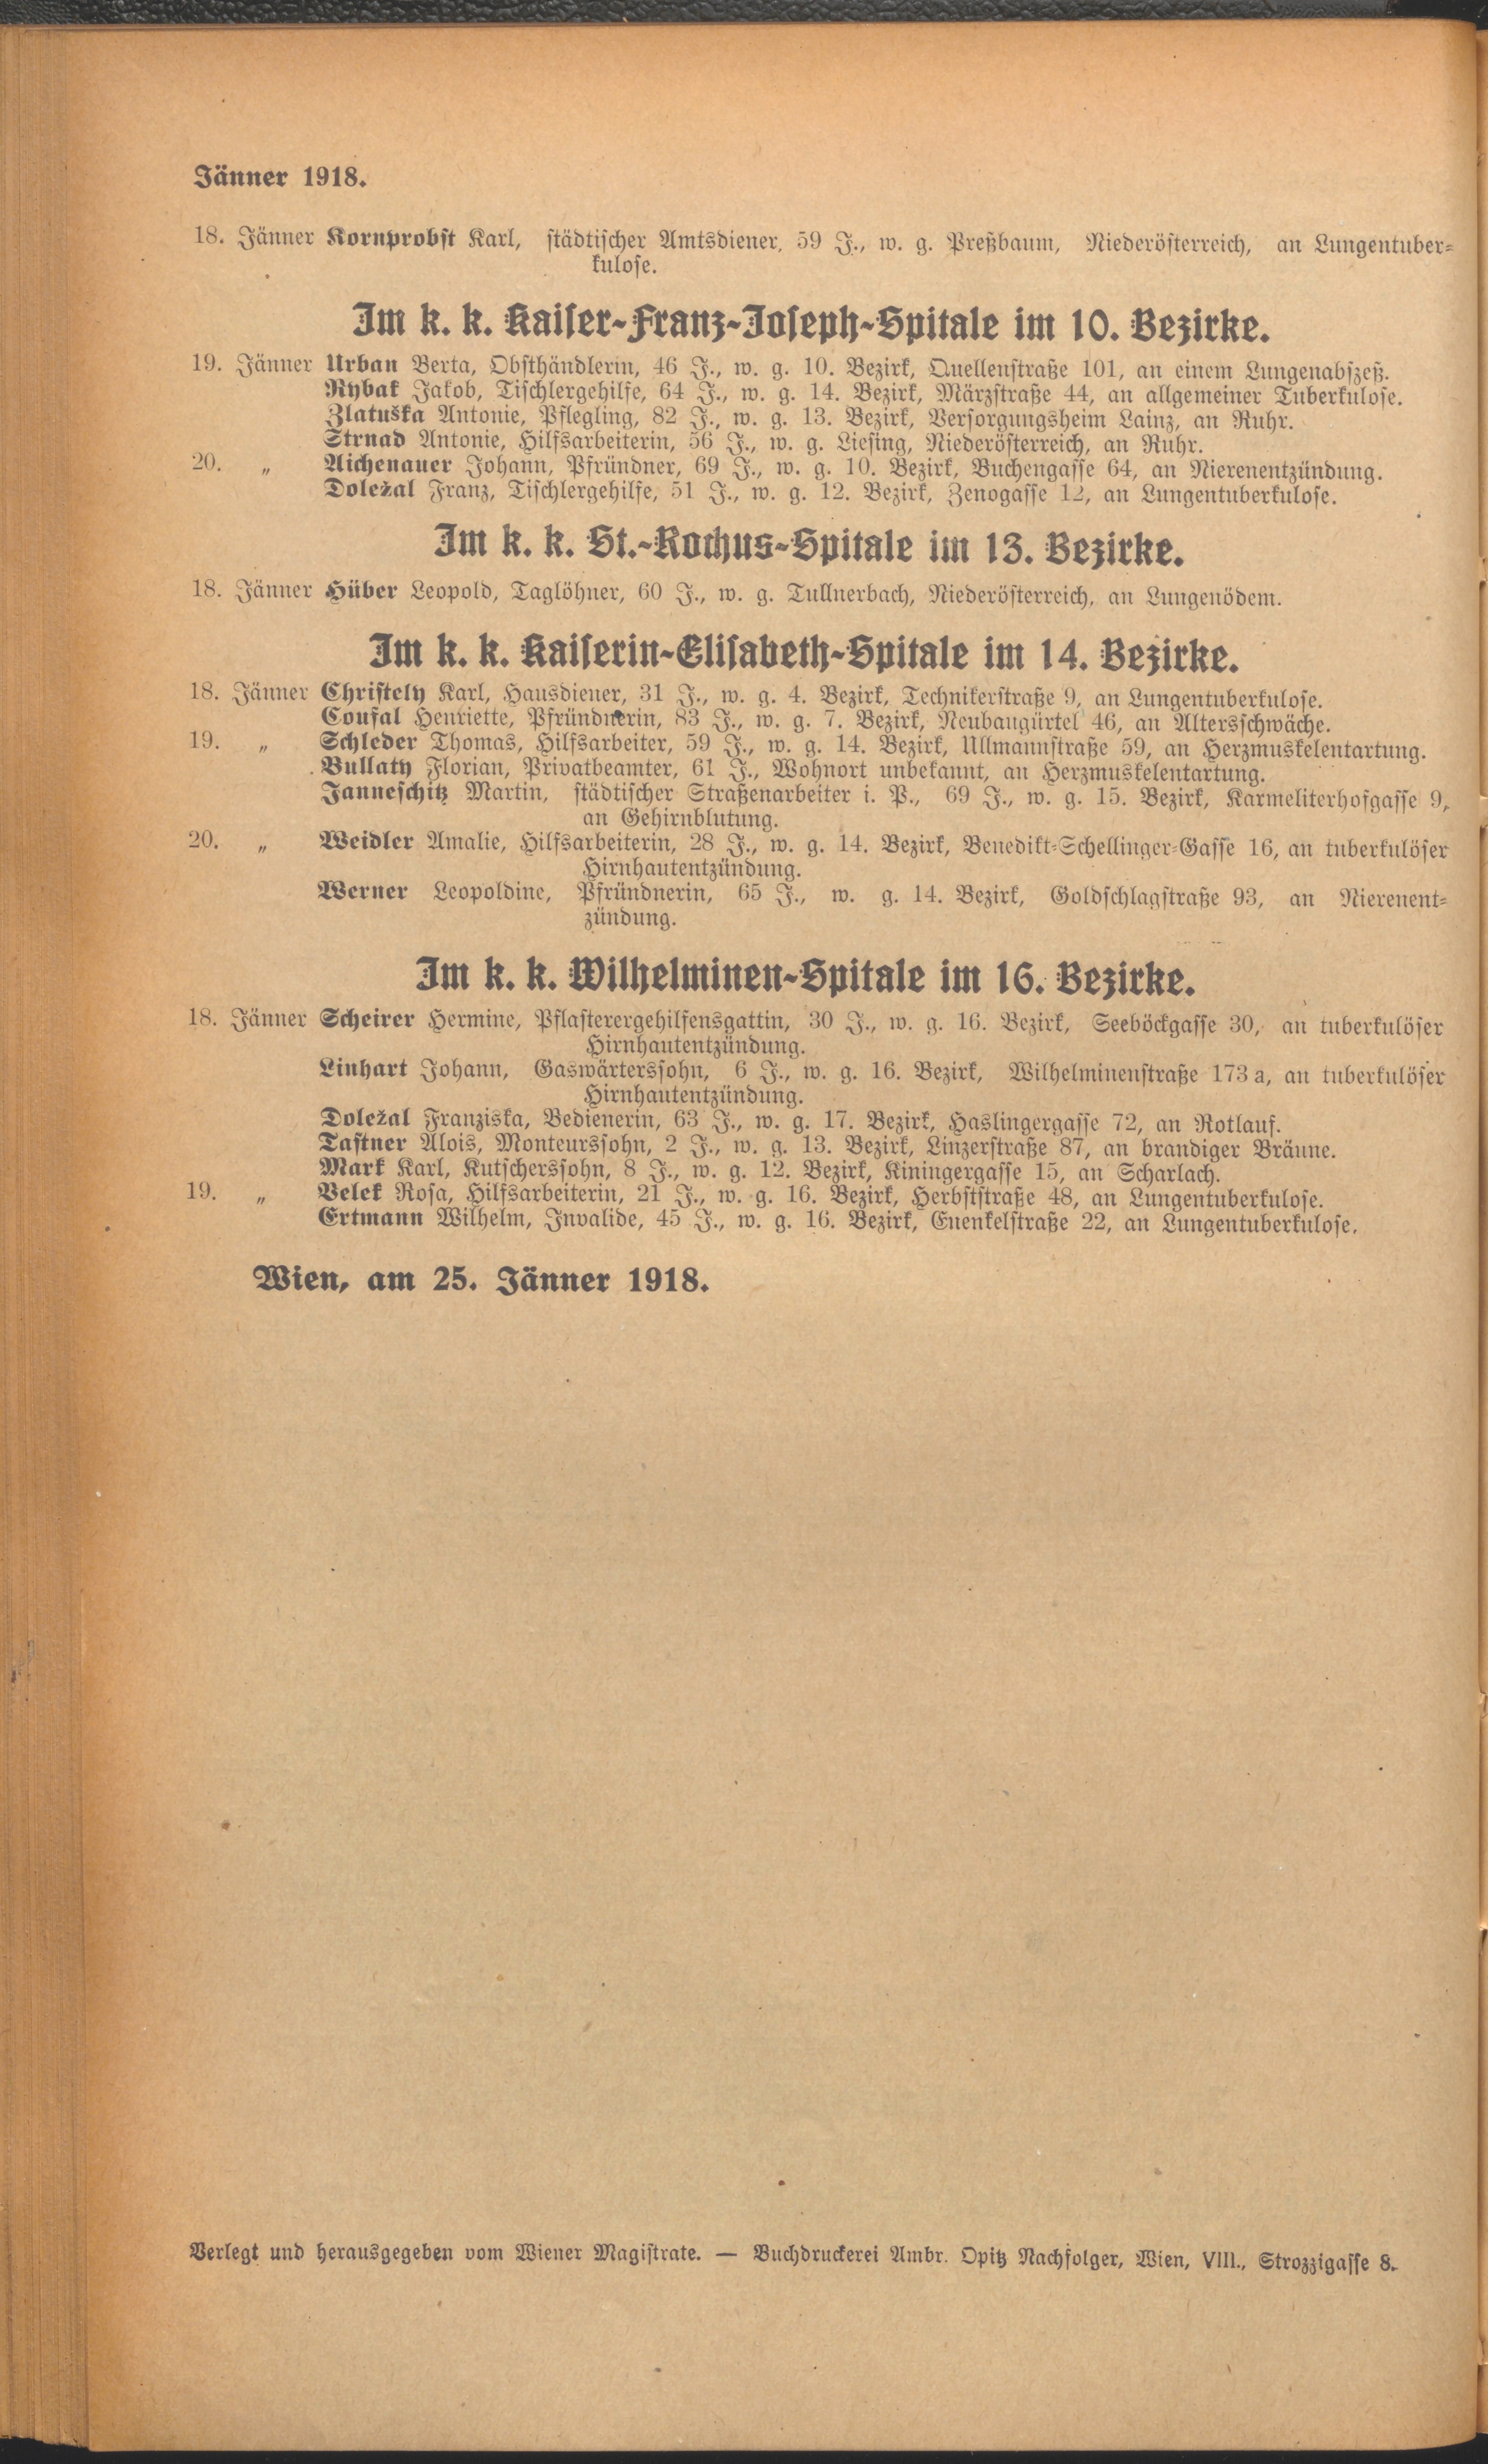 Jänner 1918.
18. Jänner Kornprobst Karl, städtischer Amtsdiener, 59 J., w. g. Preßbaum, Niederösterreich, an Lungentuber-
kulose.
Im k. k. Kaiser-Franz-Joseph-Spitale im 10. Bezirke.
19. Jänner Urban Berta, Obsthändlerin, 46 J., w. g. 10. Bezirk, Quellenstraße 101, an einem Lungenabszeß.
Rybak Jakob, Tischlergehilfe, 64 J., w. g. 14. Bezirk, Märzstraße 44, an allgemeiner Tuberkulose.
Zlatuška Antonie, Pflegling, 82 J., w. g. 13. Bezirk, Versorgungsheim Lainz, an Ruhr.
Strnad Antonie, Hilfsarbeiterin, 56 J., w. g. Liesing, Niederösterreich, an Ruhr.
20. „ Aichenauer Johann, Pfründner, 69 J., w. g. 10. Bezirk, Buchengasse 64, an Nierenentzündung.
Doležal Franz, Tischlergehilfe, 51 J., w. g. 12. Bezirk, Zenogasse 12, an Lungentuberkulose.
Im k. k. St.-Rochus-Spitale im 13. Bezirke.
18. Jänner Hüber Leopold, Taglöhner, 60 J., w. g. Tullnerbach, Niederösterreich, an Lungenödem.
Im k. k. Kaiserin-Elisabeth-Spitale im 14. Bezirke.
18. Jänner Christely Karl, Hausdiener, 31 J., w. g. 4. Bezirk, Technikerstraße 9, an Lungentuberkulose.
Coufal Henriette, Pfründnerin, 83 J., w. g. 7. Bezirk, Neubaugürtel 46, an Altersschwäche.
19. „ Schleder Thomas, Hilfsarbeiter, 59 J., w. g. 14. Bezirk, Ullmannstraße 59, an Herzmuskelentartung.
Bullaty Florian, Privatbeamter, 61 J., Wohnort unbekannt, an Herzmuskelentartung.
Janneschitz Martin, städtischer Straßenarbeiter i. P., 69 J., w. g. 15. Bezirk, Karmeliterhofgasse 9,
an Gehirnblutung.
20. „ Weidler Amalie, Hilfsarbeiterin, 28 J., w. g. 14. Bezirk, Benedikt-Schellinger-Gasse 16, an tuberkulöser
Hirnhautentzündung.
Werner Leopoldine, Pfründnerin, 65 J., w. g. 14. Bezirk, Goldschlagstraße 93, an Nierenent-
zündung.
Im k. k. Wilhelminen-Spitale im 16. Bezirke.
18. Jänner Scheirer Hermine, Pflasterergehilfensgattin, 30 J., w. g. 16. Bezirk, Seeböckgasse 30, an tuberkulöser
Hirnhautentzündung.
Linhart Johann, Gaswärterssohn, 6 J., w. g. 16. Bezirk, Wilhelminenstraße 173 a, an tuberkulöser
Hirnhautentzündung.
Doležal Franziska, Bedienerin, 63 J., w. g. 17. Bezirk, Haslingergasse 72, an Rotlauf.
Tastner Alois, Monteurssohn, 2 J., w. g. 13. Bezirk, Linzerstraße 87, an brandiger Bräune.
Mark Karl, Kutscherssohn, 8 J., w. g. 12. Bezirk, Kiningergasse 15, an Scharlach.
19. „ Velek Rosa, Hilfsarbeiterin, 21 J., w. g. 16. Bezirk, Herbststraße 48, an Lungentuberkulose.
Ertmann Wilhelm, Invalide, 45 J., w. g. 16. Bezirk, Enenkelstraße 22, an Lungentuberkulose.
Wien, am 25. Jänner 1918.
Verlegt und herausgegeben vom Wiener Magistrate. — Buchdruckerei Ambr. Opitz Nachfolger, Wien, VIII., Strozzigasse 8.